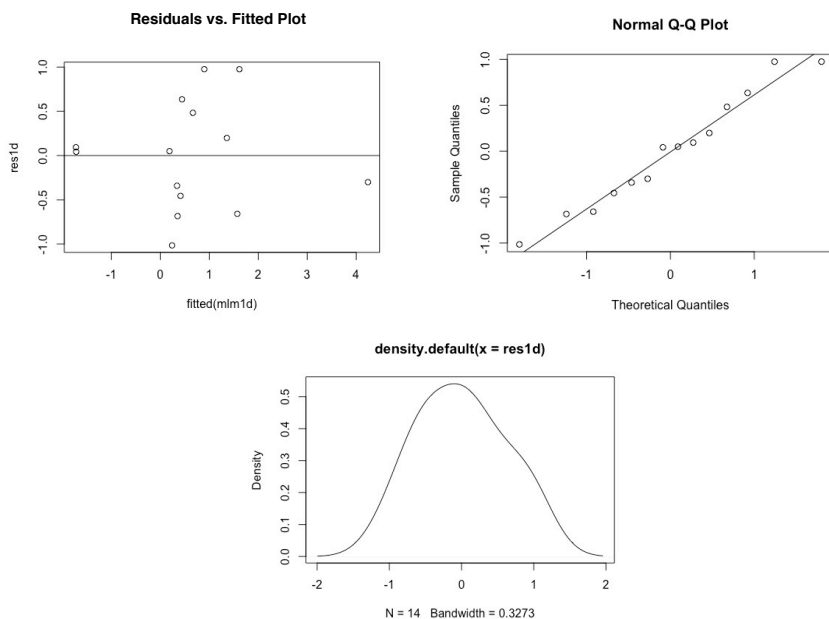 Residuals vs. Fitted Plot
res1d
1.0
0.5
0.0
-0.5
-1.0
-1 0 1 2 3 4
fitted(mlm1d)
Normal Q-Q Plot
Sample Quantiles
1.0
0.5
0.0
-0.5
-1.0
-1 0 1
Theoretical Quantiles
density.default(x = res1d)
Density
0.5
0.4
0.3
0.2
0.1
0.0
-2 -1 0 1 2
N = 14 Bandwidth = 0.3273